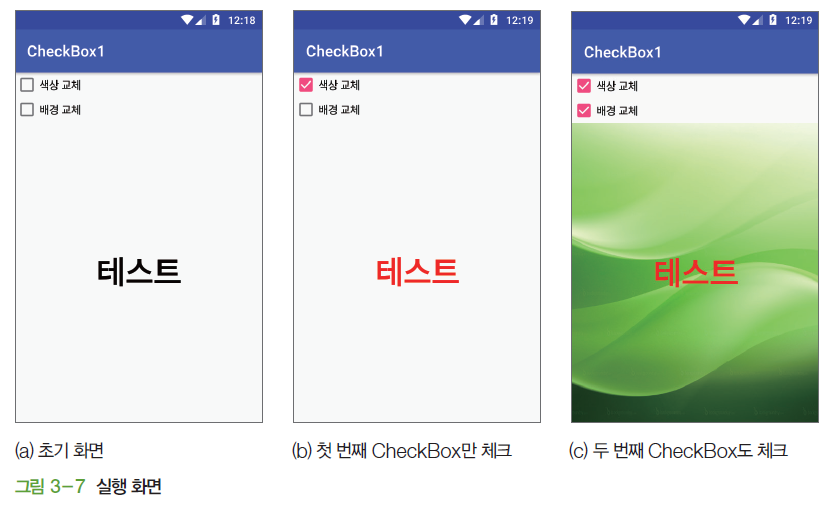 12:18
CheckBox1
색상 교체
배경 교체
테스트
(a) 초기 화면
12:19
CheckBox1
색상 교체
배경 교체
테스트
(b) 첫 번째 CheckBox만 체크
12:19
CheckBox1
색상 교체
배경 교체
테스트
(c) 두 번째 CheckBox도 체크
그림 3-7 실행 화면